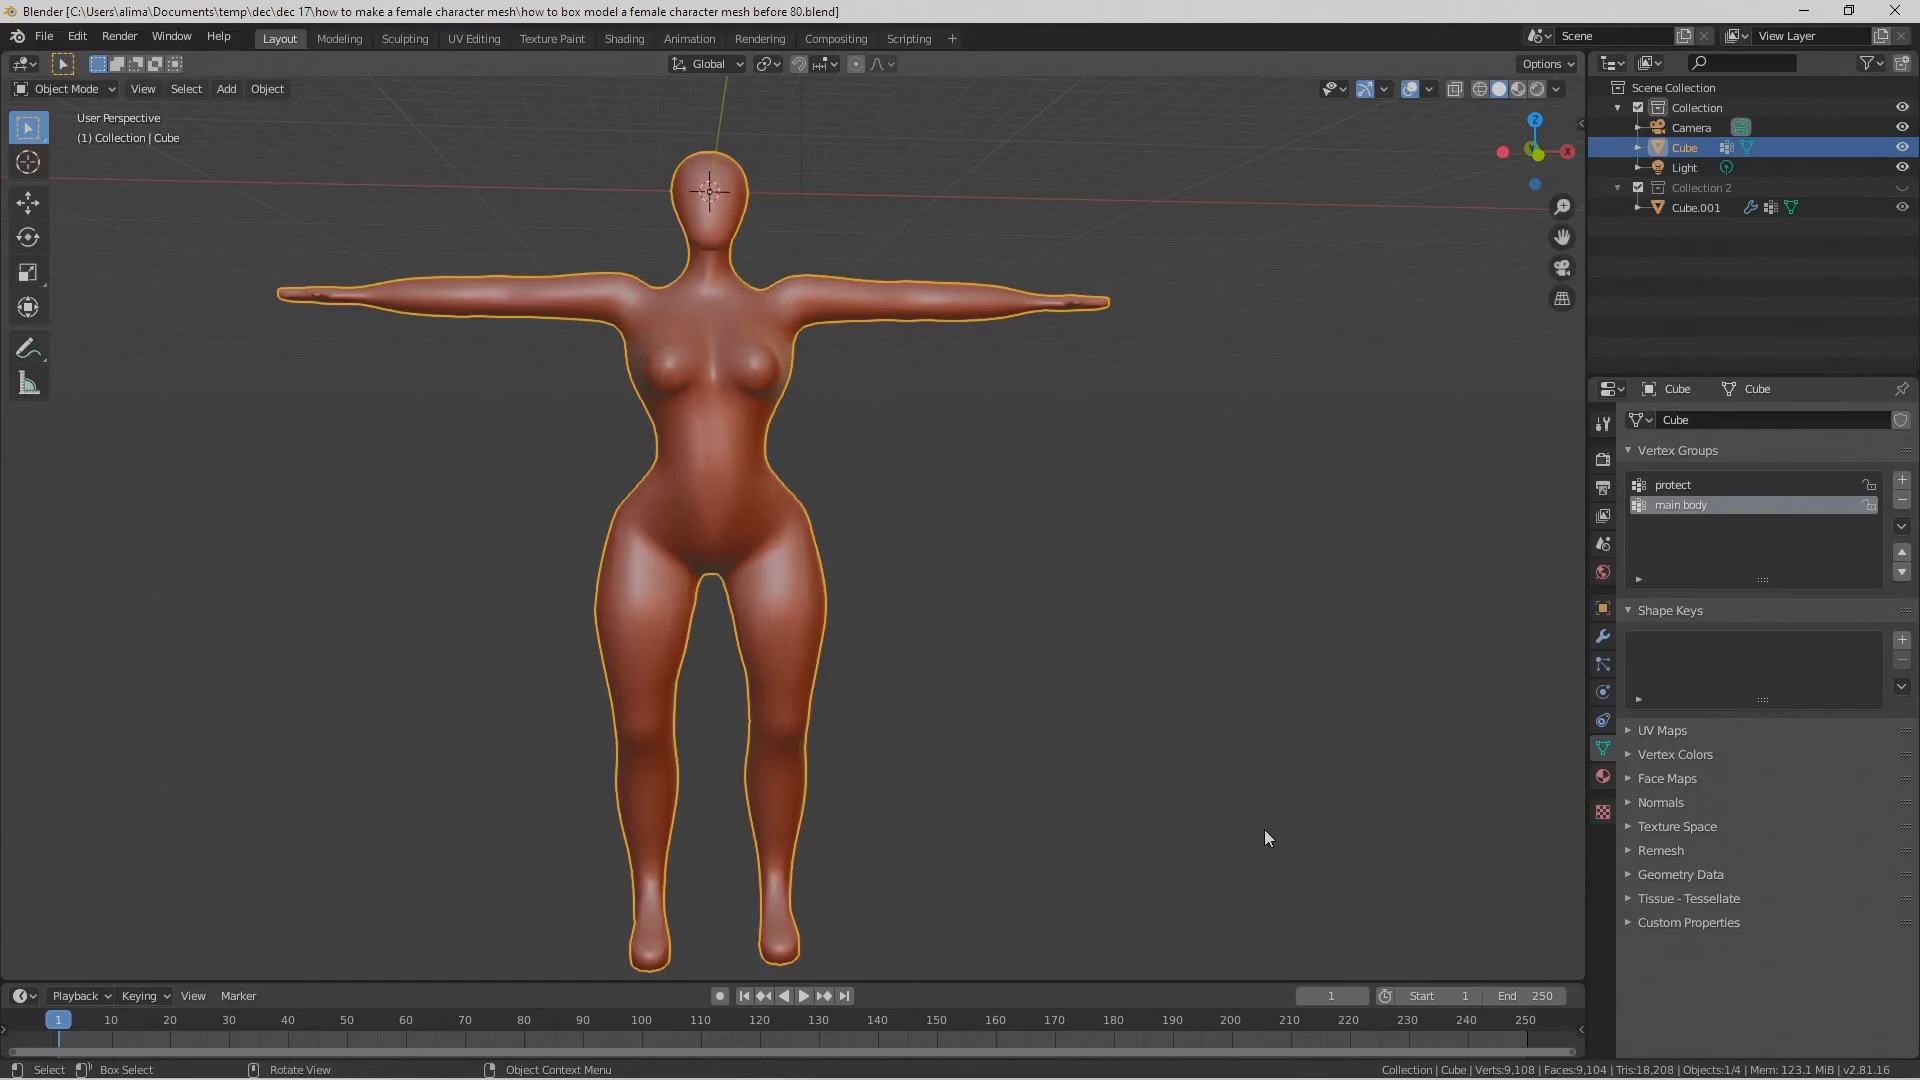 Blender [C:\Users\alima\Documents\temp\dec\dec 17\how to make a female character mesh\how to box model a female character mesh before 80.blend]
File Edit Render Window Help Layout Modeling Sculpting UV Editing Texture Paint Shading Animation Rendering Compositing Scripting + Scene View Layer
Global Options
Object Mode View Select Add Object
User Perspective
(1) Collection | Cube
Z
Y
X
Scene Collection
Collection
Camera
Cube
Light
Collection 2
Cube.001
Cube Cube
Cube
Vertex Groups
protect
main body
Shape Keys
UV Maps
Vertex Colors
Face Maps
Normals
Texture Space
Remesh
Geometry Data
Tissue - Tessellate
Custom Properties
Playback Keying View Marker 1 Start 1 End 250
1 10 20 30 40 50 60 70 80 90 100 110 120 130 140 150 160 170 180 190 200 210 220 230 240 250
Select Box Select Rotate View Object Context Menu Collection | Cube | Verts:9,108 | Faces:9,104 | Tris:18,208 | Objects:1/4 | Mem: 123.1 MiB | v2.81.16